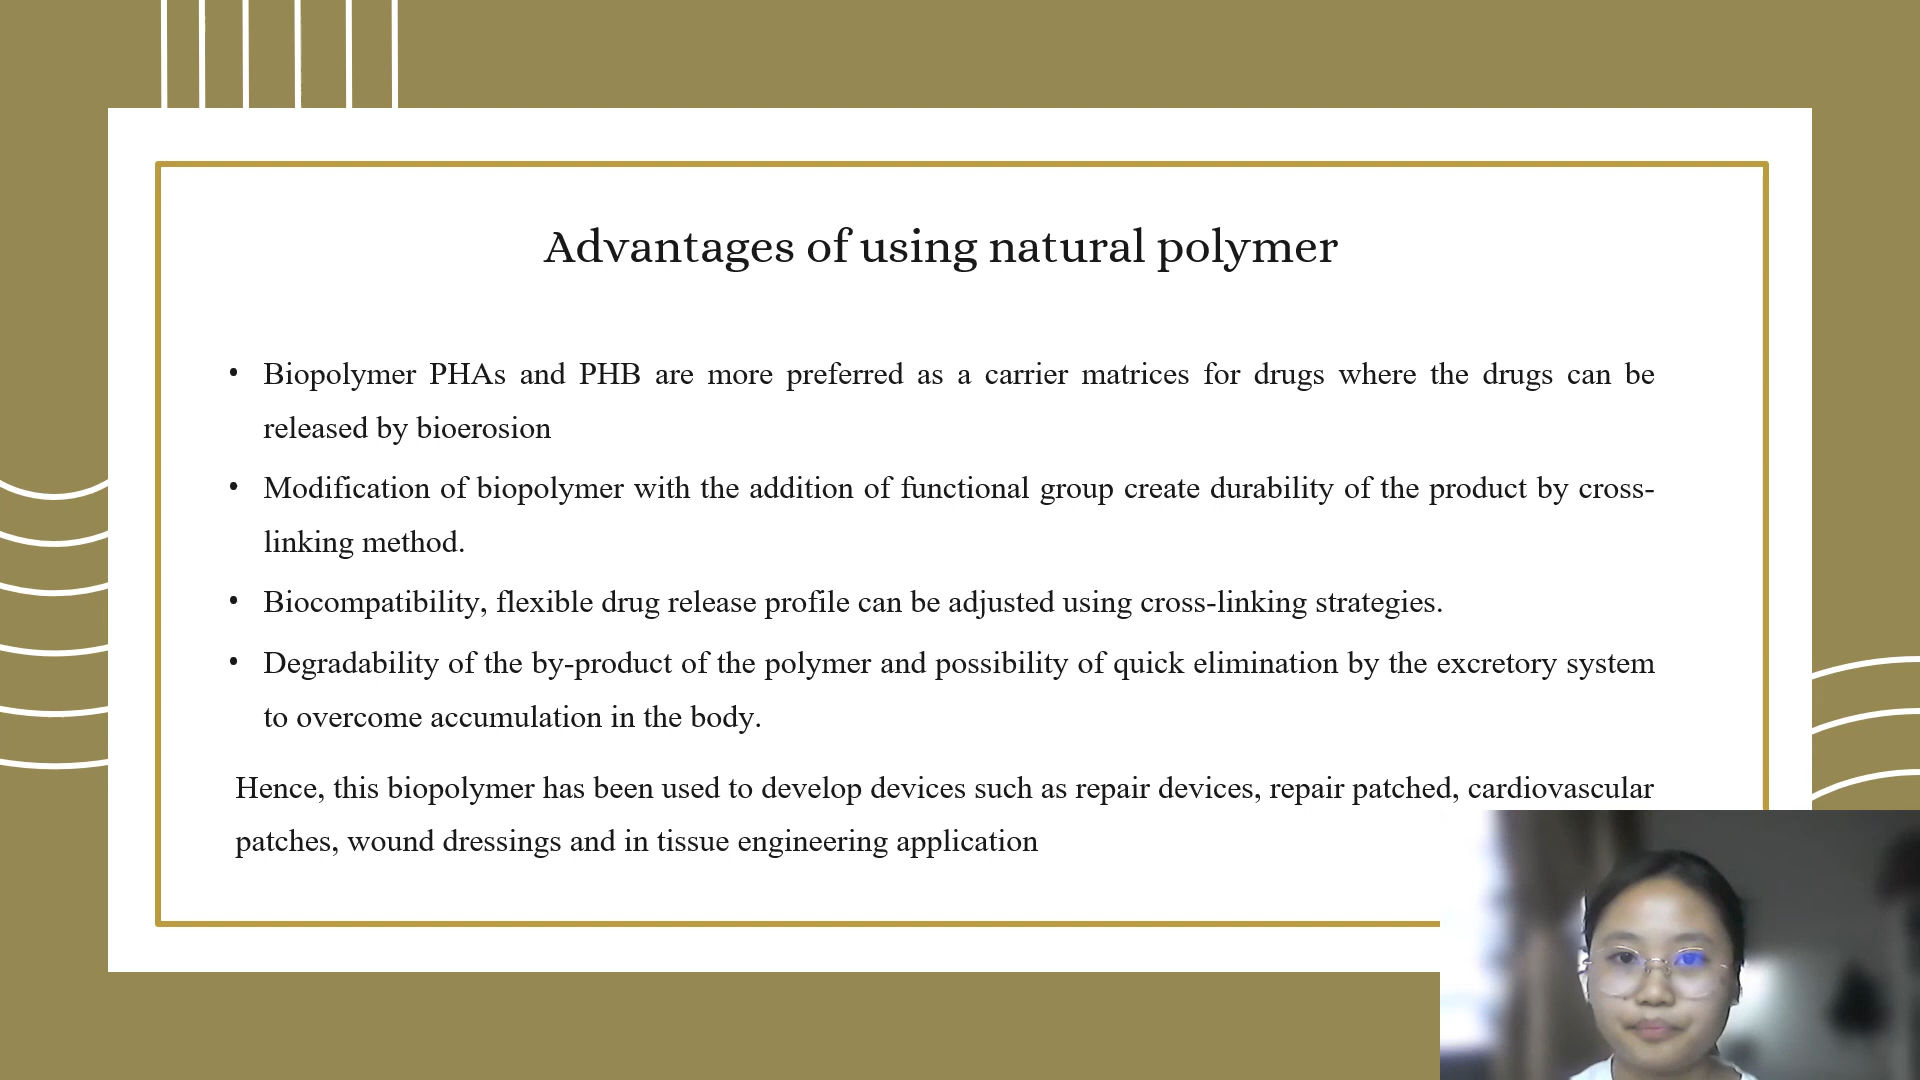 Advantages of using natural polymer
• Biopolymer PHAs and PHB are more preferred as a carrier matrices for drugs where the drugs can be
released by bioerosion
• Modification of biopolymer with the addition of functional group create durability of the product by cross-
linking method.
• Biocompatibility, flexible drug release profile can be adjusted using cross-linking strategies.
• Degradability of the by-product of the polymer and possibility of quick elimination by the excretory system
to overcome accumulation in the body.
Hence, this biopolymer has been used to develop devices such as repair devices, repair patched, cardiovascular
patches, wound dressings and in tissue engineering application